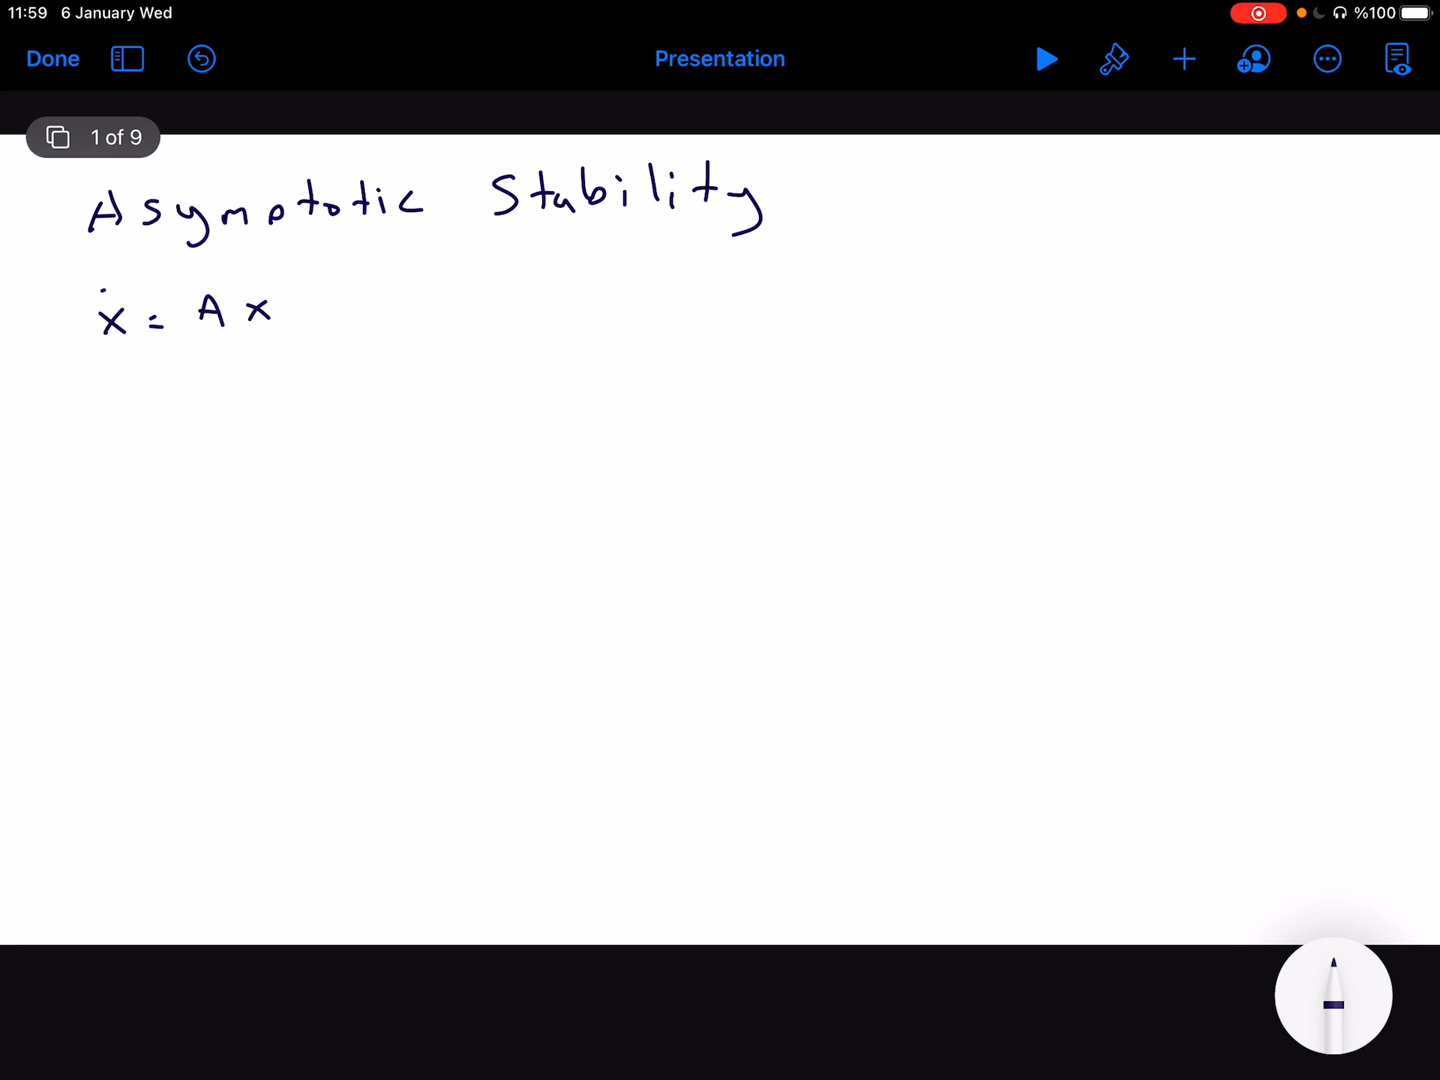 11:59 6 January Wed %100
Done Presentation
1 of 9
Asymptotic Stability
ẋ = A x